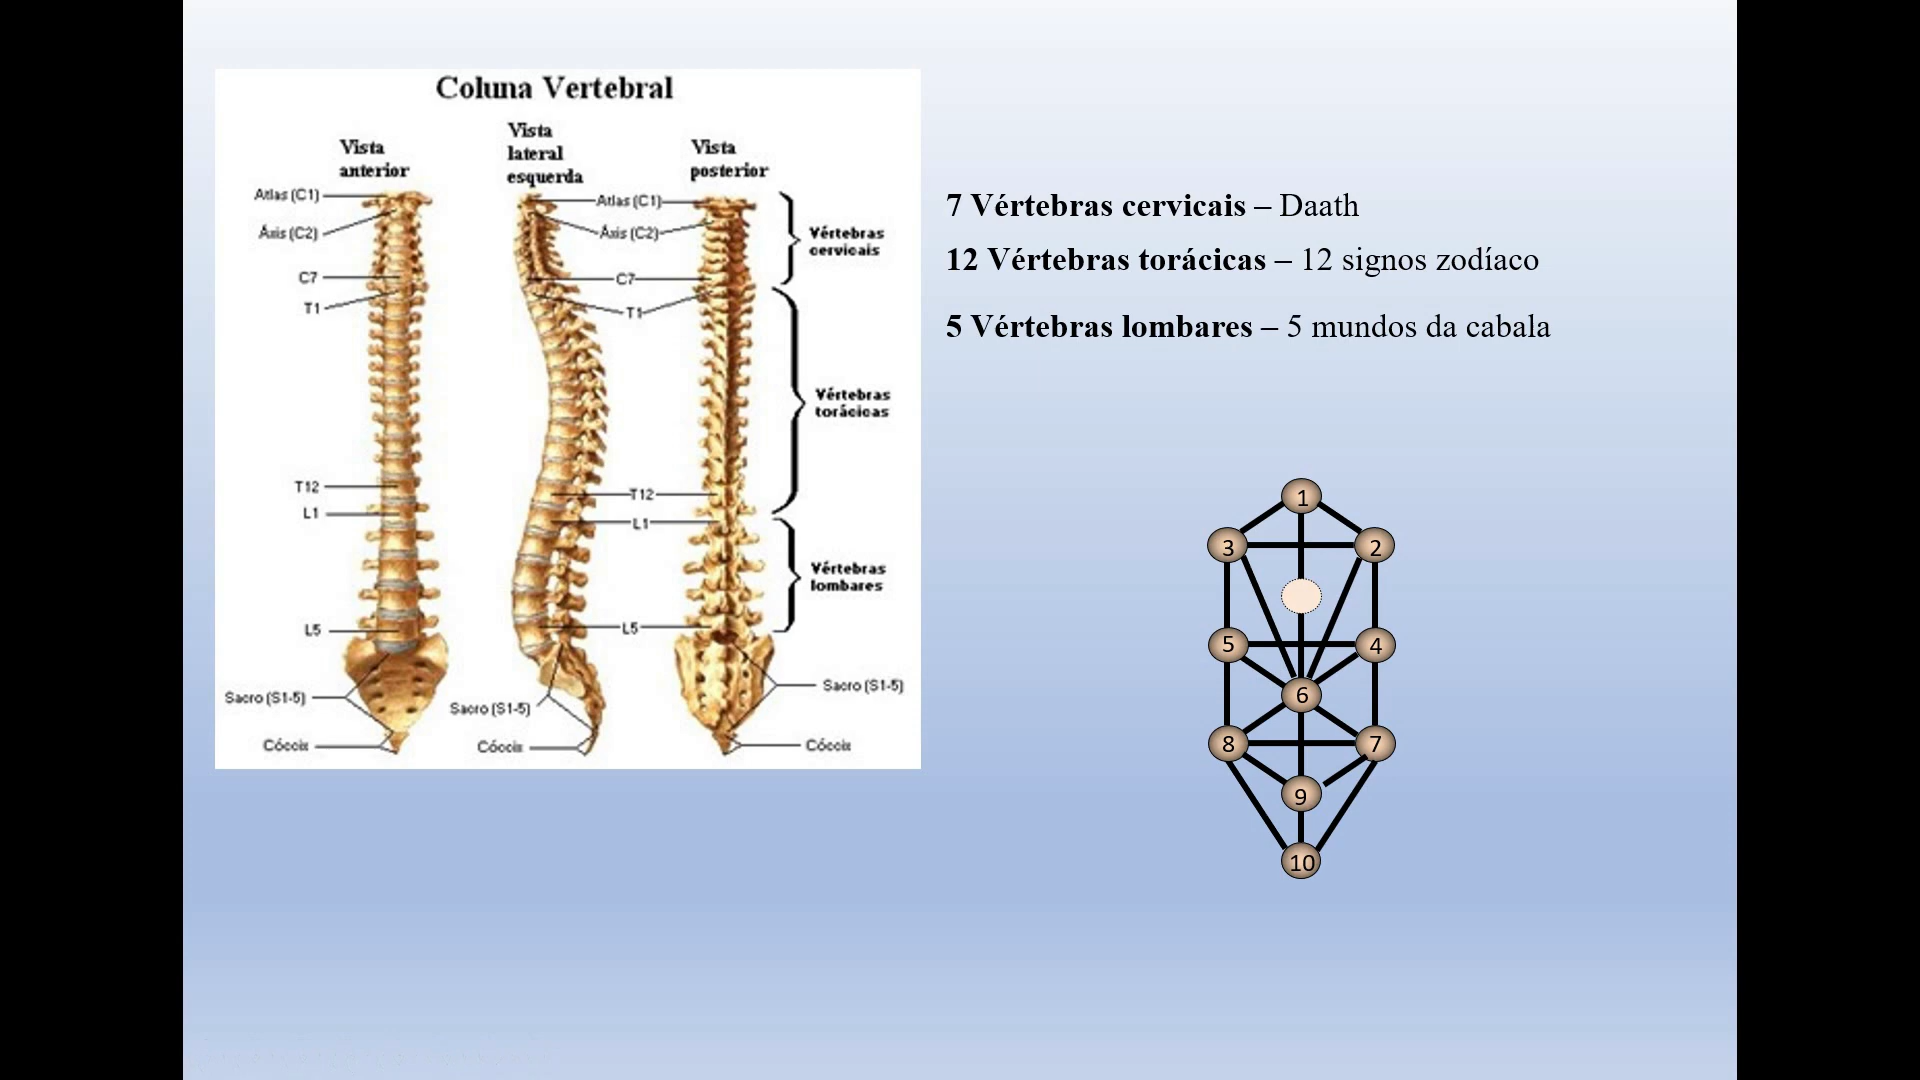 Coluna Vertebral
Vista
anterior
Vista
lateral
esquerda
Vista
posterior
Atlas (C1)
Áxis (C2)
C7
T1
T12
L1
L5
Sacro (S1-5)
Cóccix
Atlas (C1)
Áxis (C2)
C7
T1
T12
L1
L5
Sacro (S1-5)
Cóccix
Vértebras
cervicais
Vértebras
torácicas
Vértebras
lombares
Sacro (S1-5)
Cóccix
7 Vértebras cervicais – Daath
12 Vértebras torácicas – 12 signos zodíaco
5 Vértebras lombares – 5 mundos da cabala
1
3
2
5
4
6
8
7
9
10